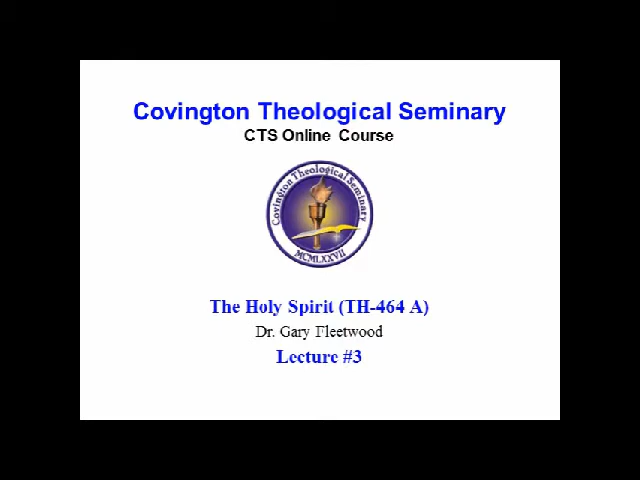 Covington Theological Seminary
CTS Online Course
Covington Theological Seminary
MCMLXXVII
The Holy Spirit (TH-464 A)
Dr. Gary Fleetwood
Lecture #3